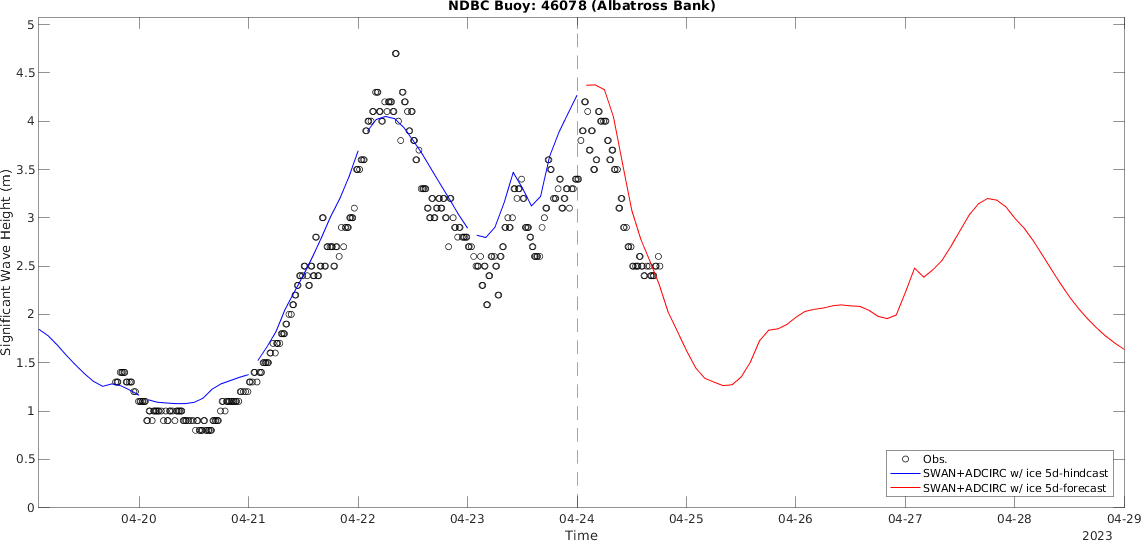 NDBC Buoy: 46078 (Albatross Bank)
5
4.5
4
3.5
3
2.5
2
1.5
1
0.5
0
Significant Wave Height (m)
Obs.
SWAN+ADCIRC w/ ice 5d-hindcast
SWAN+ADCIRC w/ ice 5d-forecast
04-20 04-21 04-22 04-23 04-24 04-25 04-26 04-27 04-28 04-29
Time
2023